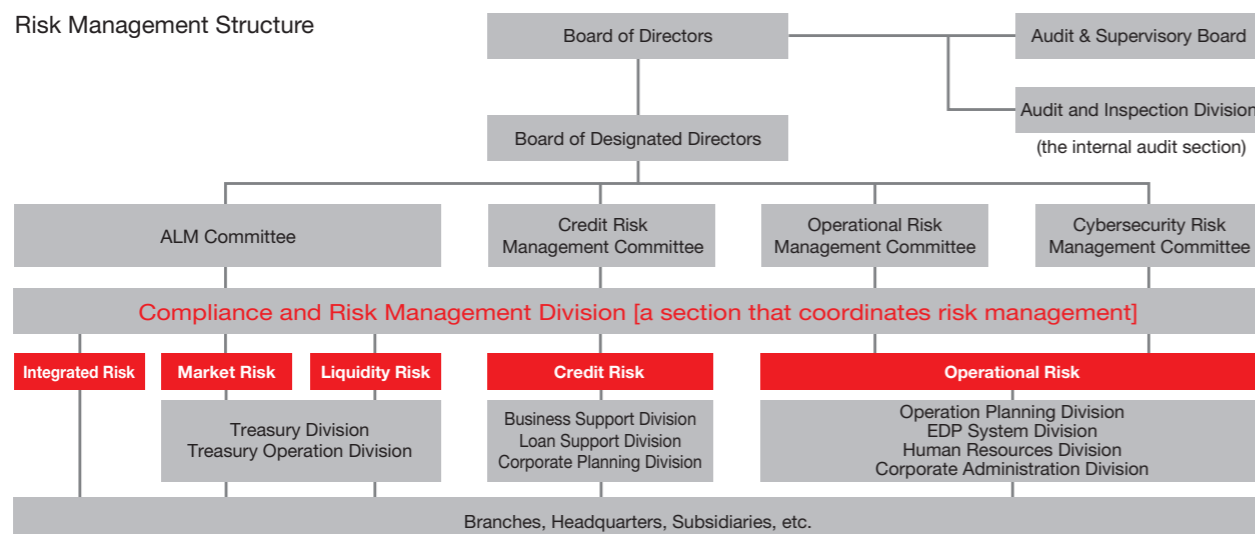 Risk Management Structure
Board of Directors
Audit & Supervisory Board
Audit and Inspection Division
(the internal audit section)
Board of Designated Directors
ALM Committee
Credit Risk
Management Committee
Operational Risk
Management Committee
Cybersecurity Risk
Management Committee
Compliance and Risk Management Division [a section that coordinates risk management]
Integrated Risk
Market Risk
Liquidity Risk
Credit Risk
Operational Risk
Treasury Division
Treasury Operation Division
Business Support Division
Loan Support Division
Corporate Planning Division
Operation Planning Division
EDP System Division
Human Resources Division
Corporate Administration Division
Branches, Headquarters, Subsidiaries, etc.